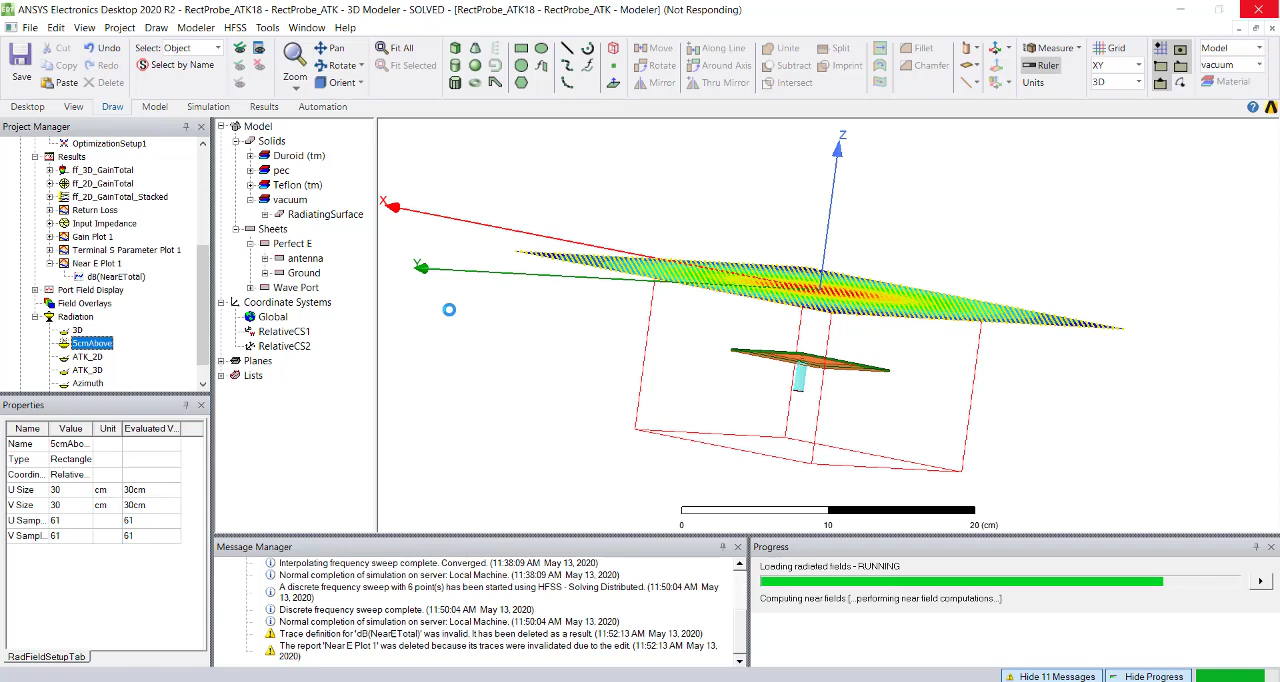 ANSYS Electronics Desktop 2020 R2 - RectProbe_ATK18 - RectProbe_ATK - 3D Modeler - SOLVED - [RectProbe_ATK18 - RectProbe_ATK - Modeler] (Not Responding)
File Edit View Project Draw Modeler HFSS Tools Window Help
Save
Cut Undo
Copy Redo
Paste Delete
Select: Object
Select by Name
Zoom
Pan
Rotate
Orient
Fit All
Fit Selected
Move Along Line
Rotate Around Axis
Mirror Thru Mirror
Unite Split
Subtract Imprint
Intersect
Fillet
Chamfer
Measure
Ruler
Units
Grid
XY
3D
Model
vacuum
Material
Desktop View Draw Model Simulation Results Automation
Project Manager
OptimizationSetup1
Results
ff_3D_GainTotal
ff_2D_GainTotal
ff_2D_GainTotal_Stacked
Return Loss
Input Impedance
Gain Plot 1
Terminal S Parameter Plot 1
Near E Plot 1
dB(NearETotal)
Port Field Display
Field Overlays
Radiation
3D
5cmAbove
ATK_2D
ATK_3D
Azimuth
Properties
Name Value Unit Evaluated V...
Name 5cmAbo...
Type Rectangle
Coordin... Relative...
U Size 30 cm 30cm
V Size 30 cm 30cm
U Samp... 61 61
V Sampl... 61 61
RadFieldSetupTab
Model
Solids
Duroid (tm)
pec
Teflon (tm)
vacuum
RadiatingSurface
Sheets
Perfect E
antenna
Ground
Wave Port
Coordinate Systems
Global
RelativeCS1
RelativeCS2
Planes
Lists
Z
X
Y
0 10 20 (cm)
Message Manager
Interpolating frequency sweep complete. Converged. (11:38:09 AM May 13, 2020)
Normal completion of simulation on server: Local Machine. (11:38:09 AM May 13, 2020)
A discrete frequency sweep with 6 point(s) has been started using HFSS - Solving Distributed. (11:50:04 AM May
13, 2020)
Discrete frequency sweep complete. (11:50:04 AM May 13, 2020)
Normal completion of simulation on server: Local Machine. (11:50:04 AM May 13, 2020)
Trace definition for 'dB(NearETotal)' was invalid. It has been deleted as a result. (11:52:13 AM May 13, 2020)
The report 'Near E Plot 1' was deleted because its traces were invalidated due to the edit. (11:52:13 AM May 13,
2020)
Progress
Loading radiated fields - RUNNING
Computing near fields [...performing near field computations...]
Hide 11 Messages Hide Progress